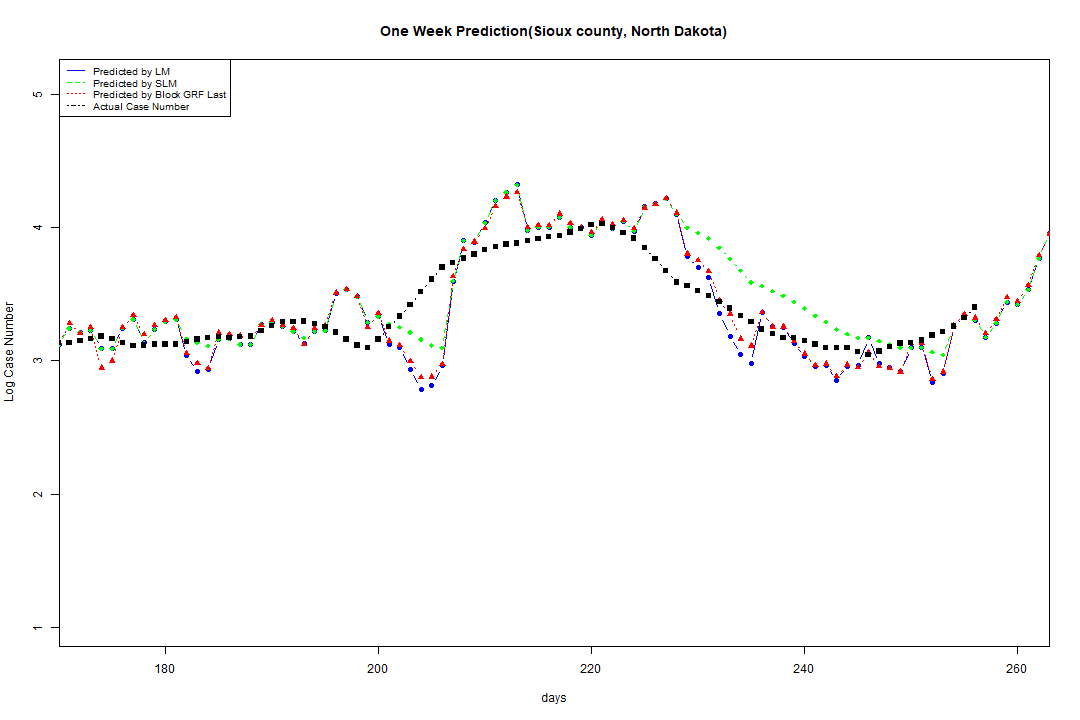 One Week Prediction(Sioux county, North Dakota)
Predicted by LM
Predicted by SLM
Predicted by Block GRF Last
Actual Case Number
5
4
3
2
1
Log Case Number
180
200
220
240
260
days